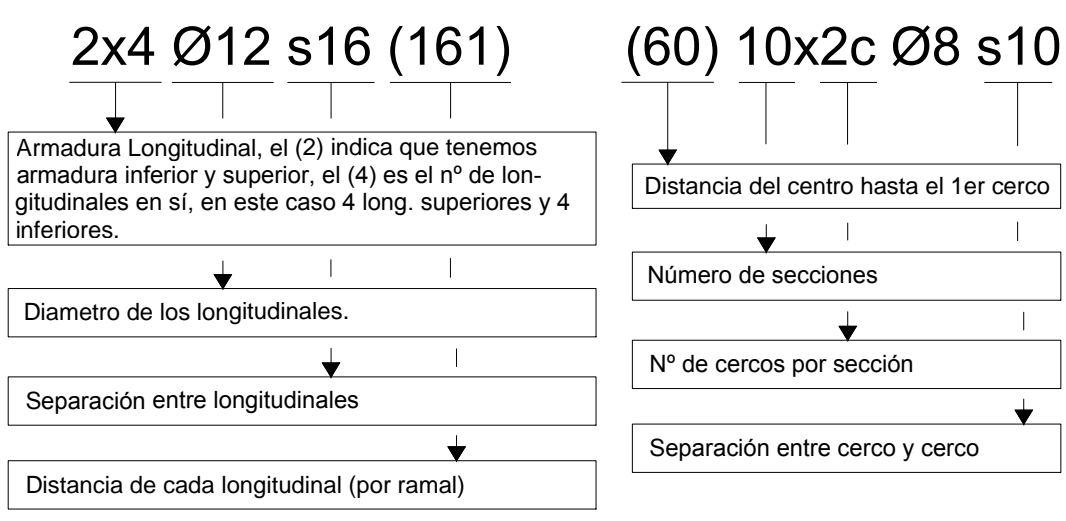 2x4 Ø12 s16 (161)
Armadura Longitudinal, el (2) indica que tenemos
armadura inferior y superior, el (4) es el nº de lon-
gitudinales en sí, en este caso 4 long. superiores y 4
inferiores.
Diametro de los longitudinales.
Separación entre longitudinales
Distancia de cada longitudinal (por ramal)
(60) 10x2c Ø8 s10
Distancia del centro hasta el 1er cerco
Número de secciones
Nº de cercos por sección
Separación entre cerco y cerco